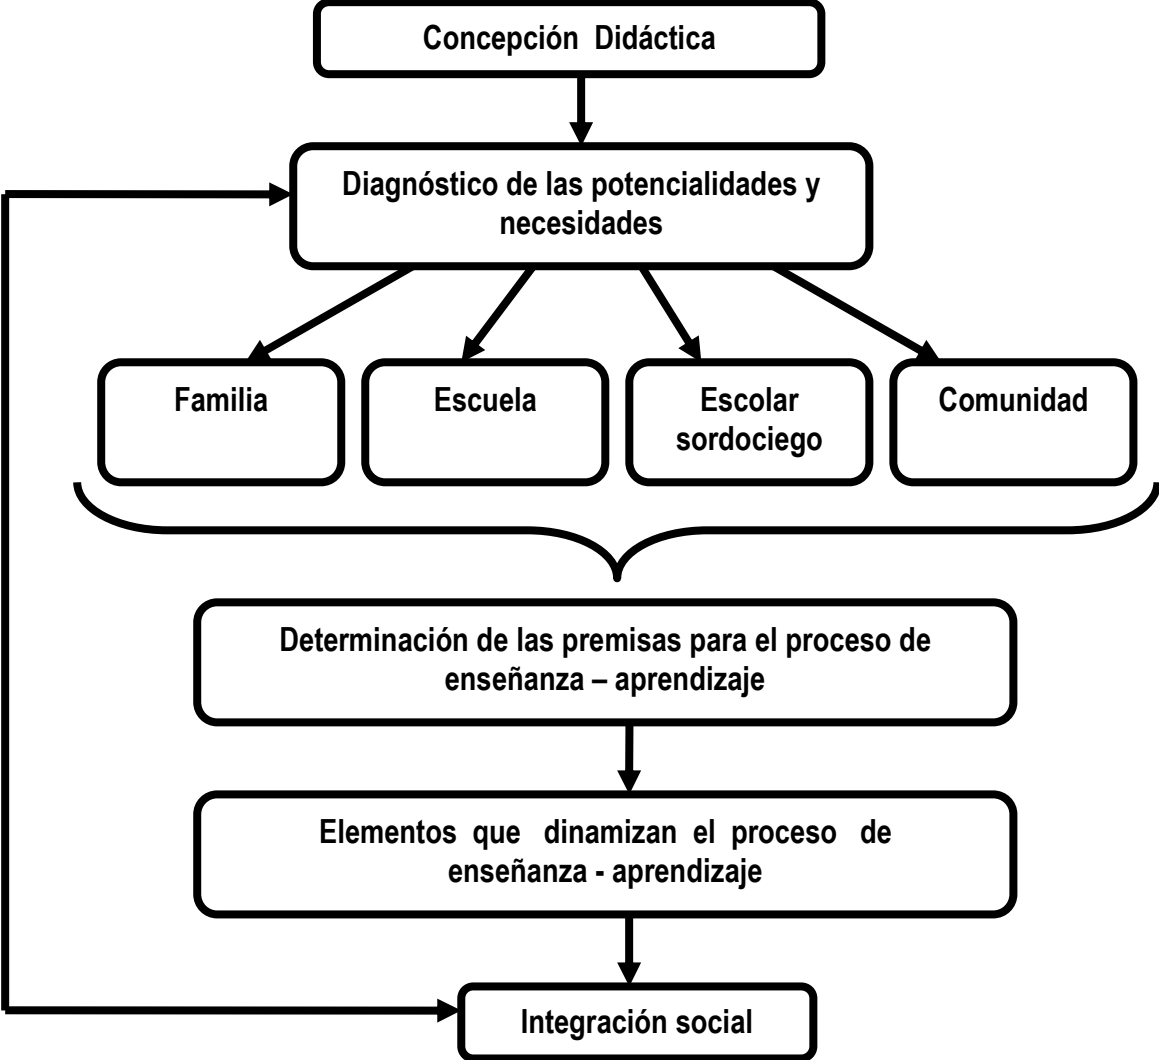 Concepción Didáctica
Diagnóstico de las potencialidades y
necesidades
Familia
Escuela
Escolar
sordociego
Comunidad
Determinación de las premisas para el proceso de
enseñanza – aprendizaje
Elementos que dinamizan el proceso de
enseñanza - aprendizaje
Integración social